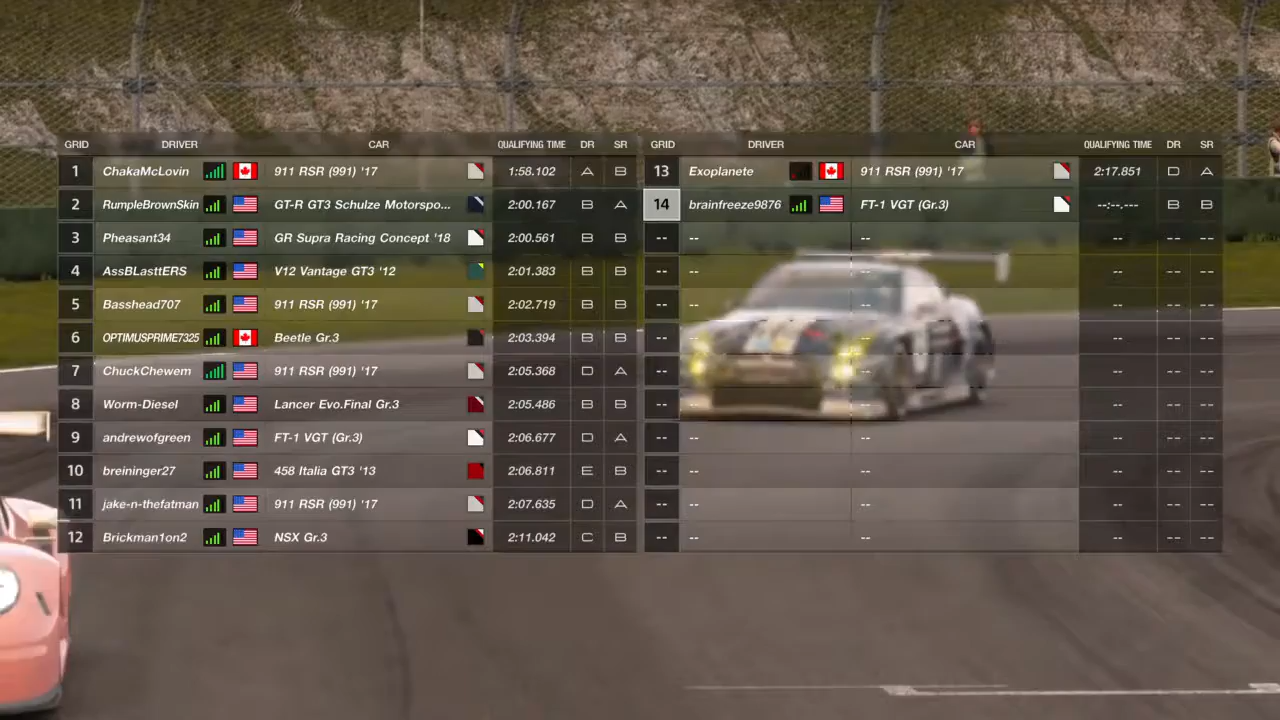 GRID DRIVER CAR QUALIFYING TIME DR SR
1 ChakaMcLovin 911 RSR (991) '17 1:58.102 A B
2 RumpleBrownSkin GT-R GT3 Schulze Motorspo... 2:00.167 B A
3 Pheasant34 GR Supra Racing Concept '18 2:00.561 B B
4 AssBLasttERS V12 Vantage GT3 '12 2:01.383 B B
5 Basshead707 911 RSR (991) '17 2:02.719 B B
6 OPTIMUSPRIME7325 Beetle Gr.3 2:03.394 B B
7 ChuckChewem 911 RSR (991) '17 2:05.368 D A
8 Worm-Diesel Lancer Evo.Final Gr.3 2:05.486 B B
9 andrewofgreen FT-1 VGT (Gr.3) 2:06.677 D A
10 breininger27 458 Italia GT3 '13 2:06.811 E B
11 jake-n-thefatman 911 RSR (991) '17 2:07.635 D A
12 Brickman1on2 NSX Gr.3 2:11.042 C B
GRID DRIVER CAR QUALIFYING TIME DR SR
13 Exoplanete 911 RSR (991) '17 2:17.851 D A
14 brainfreeze9876 FT-1 VGT (Gr.3) --:--.--- B B
-- -- -- -- -- --
-- -- -- -- -- --
-- -- -- -- -- --
-- -- -- -- -- --
-- -- -- -- -- --
-- -- -- -- -- --
-- -- -- -- -- --
-- -- -- -- -- --
-- -- -- -- -- --
-- -- -- -- -- --